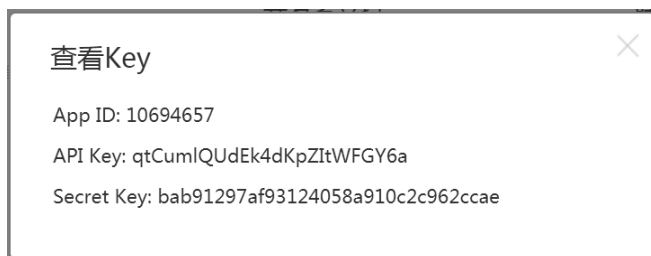 查看Key
App ID: 10694657
API Key: qtCumlQUdEk4dKpZItWFGY6a
Secret Key: bab91297af93124058a910c2c962ccae